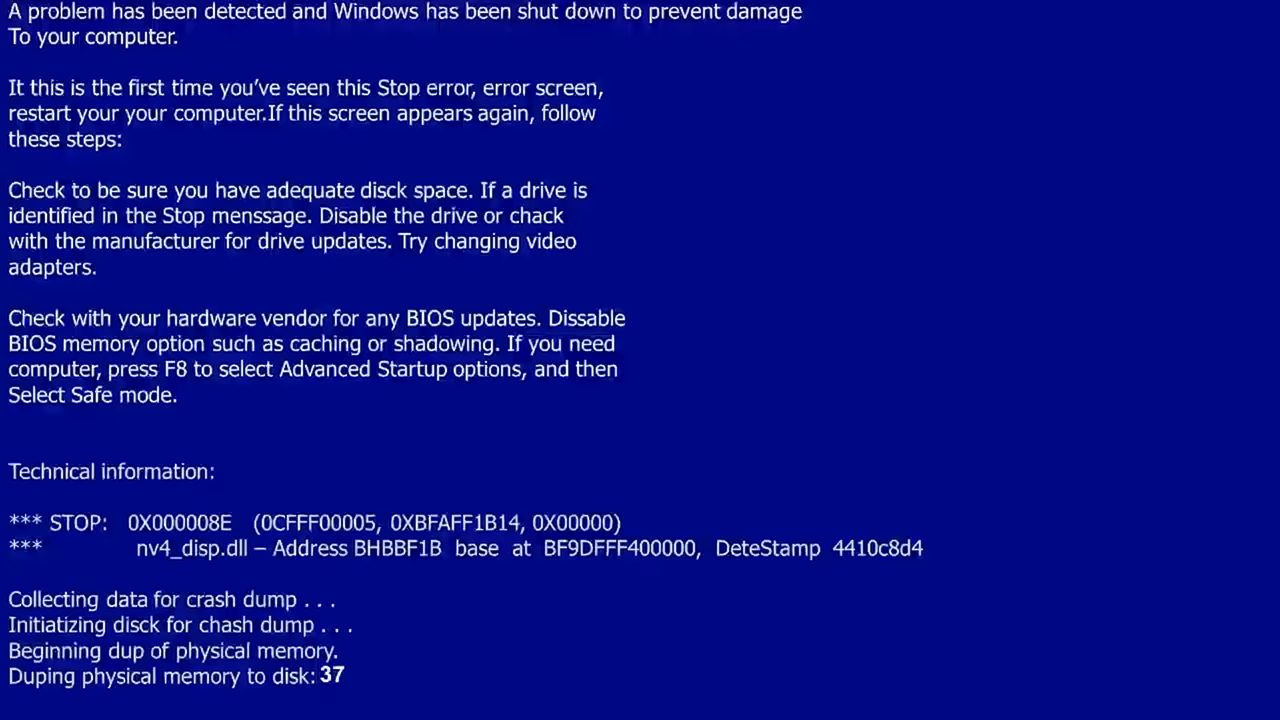 A problem has been detected and Windows has been shut down to prevent damage
To your computer.
It this is the first time you've seen this Stop error, error screen,
restart your your computer.If this screen appears again, follow
these steps:
Check to be sure you have adequate disck space. If a drive is
identified in the Stop menssage. Disable the drive or chack
with the manufacturer for drive updates. Try changing video
adapters.
Check with your hardware vendor for any BIOS updates. Dissable
BIOS memory option such as caching or shadowing. If you need
computer, press F8 to select Advanced Startup options, and then
Select Safe mode.
Technical information:
*** STOP: 0X000008E (0CFFF00005, 0XBFAFF1B14, 0X00000)
*** nv4_disp.dll – Address BHBBF1B base at BF9DFFF400000, DeteStamp 4410c8d4
Collecting data for crash dump . . .
Initiatizing disck for chash dump . . .
Beginning dup of physical memory.
Duping physical memory to disk: 37